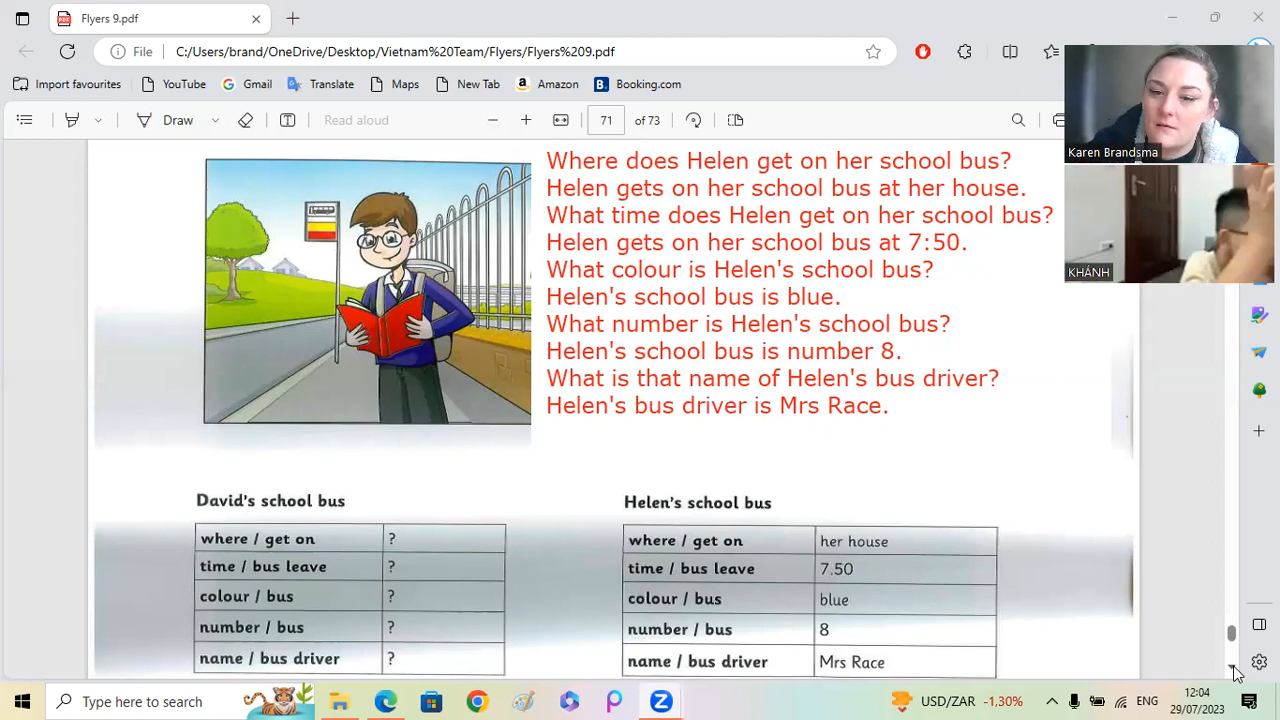 Flyers 9.pdf
File C:/Users/brand/OneDrive/Desktop/Vietnam%20Team/Flyers/Flyers%209.pdf
Import favourites YouTube Gmail Translate Maps New Tab Amazon Booking.com
Draw Read aloud 71 of 73
Karen Brandsma
KHÁNH
Where does Helen get on her school bus?
Helen gets on her school bus at her house.
What time does Helen get on her school bus?
Helen gets on her school bus at 7:50.
What colour is Helen's school bus?
Helen's school bus is blue.
What number is Helen's school bus?
Helen's school bus is number 8.
What is that name of Helen's bus driver?
Helen's bus driver is Mrs Race.
David's school bus
where / get on ?
time / bus leave ?
colour / bus ?
number / bus ?
name / bus driver ?
Helen's school bus
where / get on her house
time / bus leave 7.50
colour / bus blue
number / bus 8
name / bus driver Mrs Race
Type here to search
USD/ZAR -1,30%
ENG
12:04
29/07/2023